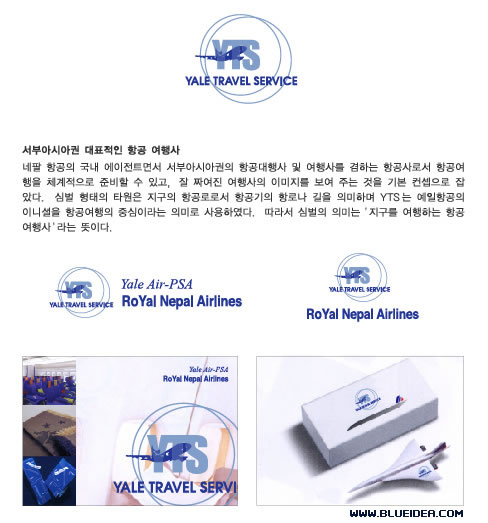 YTS
YALE TRAVEL SERVICE
서부아시아권 대표적인 항공 여행사
네팔 항공의 국내 에이전트면서 서부아시아권의 항공대행사 및 여행사를 겸하는 항공사로서 항공여
행을 체계적으로 준비할 수 있고, 잘 짜여진 여행사의 이미지를 보여 주는 것을 기본 컨셉으로 잡
았다. 심벌 형태의 타원은 지구의 항공로로서 항공기의 항로나 길을 의미하며 YTS는 예일항공의
이니셜을 항공여행의 중심이라는 의미로 사용하였다. 따라서 심벌의 의미는 '지구를 여행하는 항공
여행사'라는 뜻이다.
YTS
YALE TRAVEL SERVICE
Yale Air-PSA
RoYal Nepal Airlines
YTS
YALE TRAVEL SERVICE
RoYal Nepal Airlines
Yale Air-PSA
RoYal Nepal Airlines
YTS
YALE TRAVEL SERVI
WWW.BLUEIDEA.COM